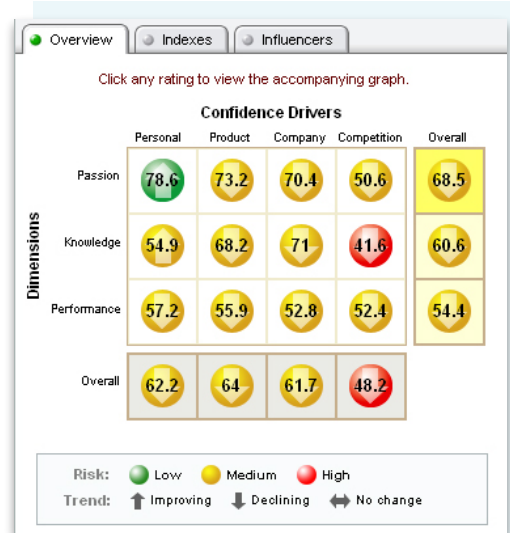 Overview Indexes Influencers
Click any rating to view the accompanying graph.
Confidence Drivers
Personal Product Company Competition Overall
Dimensions
Passion 78.6 73.2 70.4 50.6 68.5
Knowledge 54.9 68.2 71 41.6 60.6
Performance 57.2 55.9 52.8 52.4 54.4
Overall 62.2 64 61.7 48.2
Risk: Low Medium High
Trend: Improving Declining No change